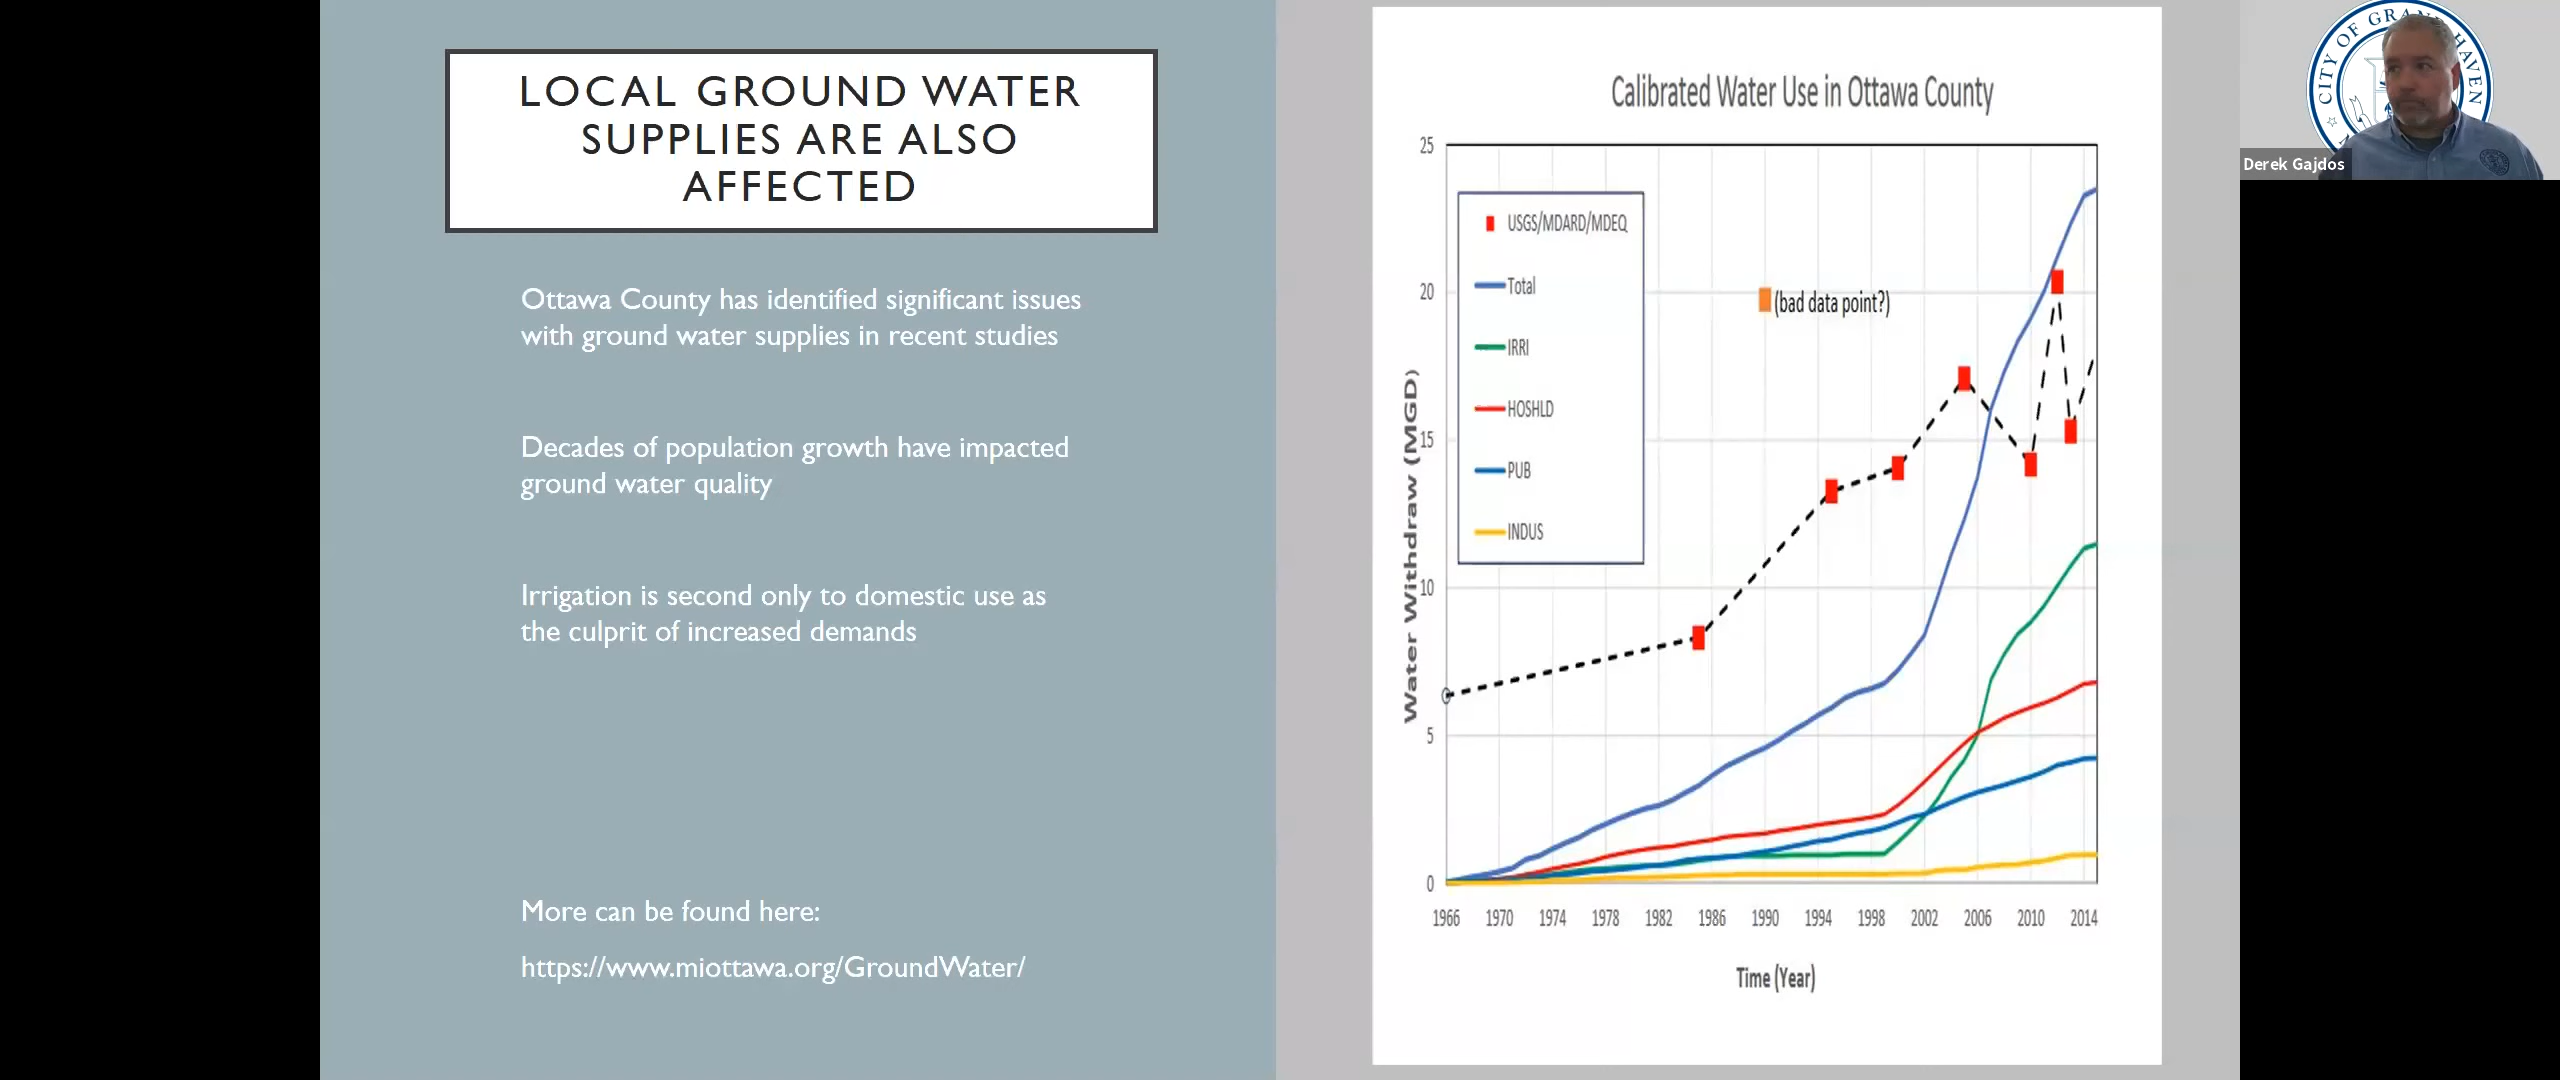 LOCAL GROUND WATER
SUPPLIES ARE ALSO
AFFECTED
Ottawa County has identified significant issues
with ground water supplies in recent studies
Decades of population growth have impacted
ground water quality
Irrigation is second only to domestic use as
the culprit of increased demands
More can be found here:
https://www.miottawa.org/GroundWater/
Calibrated Water Use in Ottawa County
Water Withdraw (MGD)
25
20
15
10
5
0
USGS/MDARD/MDEQ
Total
IRRI
HOSHLD
PUB
INDUS
(bad data point?)
1966 1970 1974 1978 1982 1986 1990 1994 1998 2002 2006 2010 2014
Time (Year)
CITY OF GRAND HAVEN
Derek Gajdos